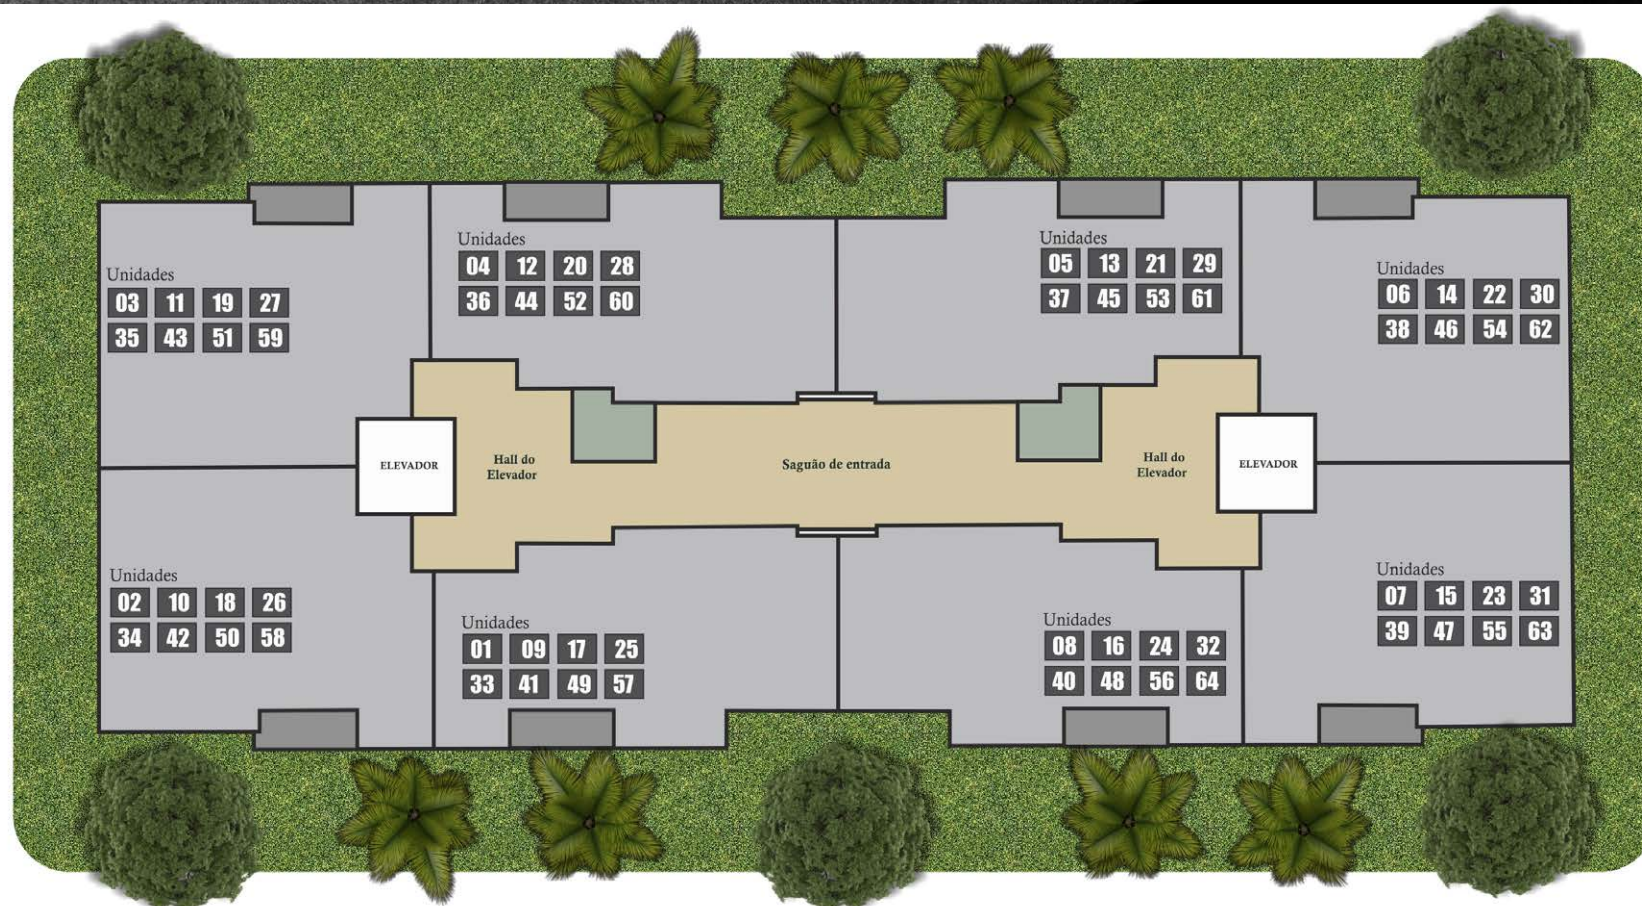 Unidades
03 11 19 27
35 43 51 59
Unidades
04 12 20 28
36 44 52 60
Unidades
05 13 21 29
37 45 53 61
Unidades
06 14 22 30
38 46 54 62
ELEVADOR
Hall do
Elevador
Saguão de entrada
Hall do
Elevador
ELEVADOR
Unidades
02 10 18 26
34 42 50 58
Unidades
01 09 17 25
33 41 49 57
Unidades
08 16 24 32
40 48 56 64
Unidades
07 15 23 31
39 47 55 63